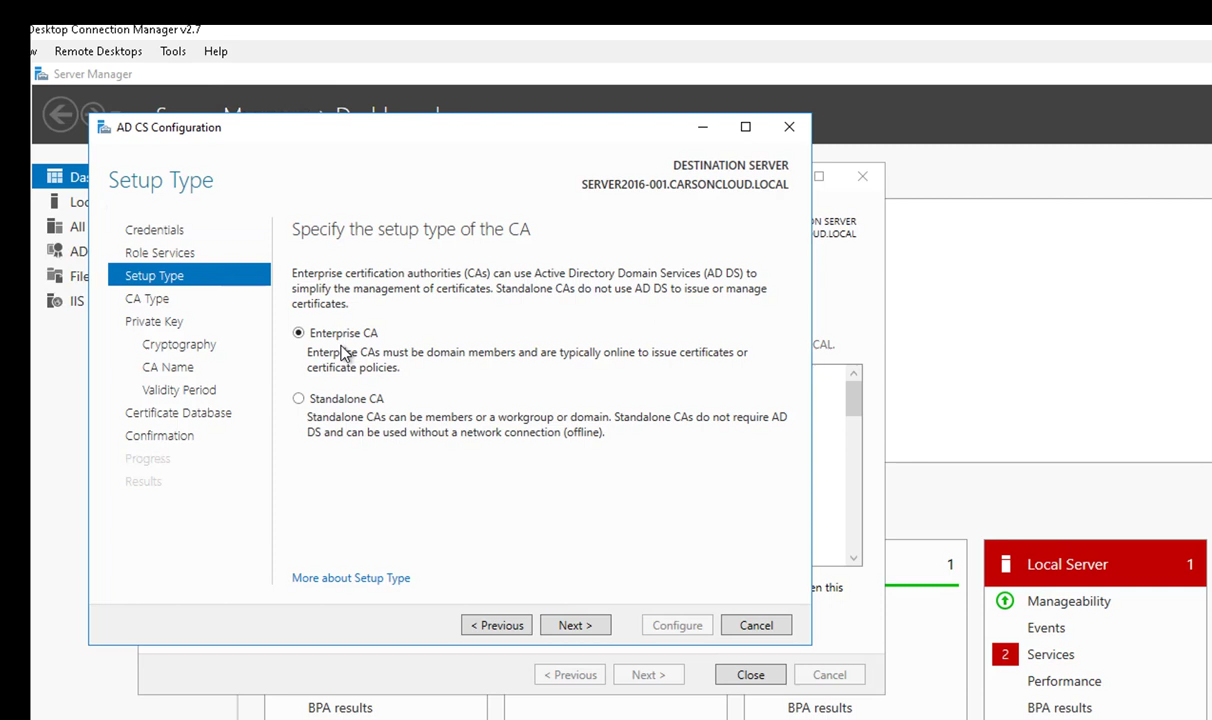 Desktop Connection Manager v2.7
Remote Desktops Tools Help
Server Manager
AD CS Configuration
Setup Type
DESTINATION SERVER
SERVER2016-001.CARSONCLOUD.LOCAL
Credentials
Role Services
Setup Type
CA Type
Private Key
Cryptography
CA Name
Validity Period
Certificate Database
Confirmation
Progress
Results
Specify the setup type of the CA
Enterprise certification authorities (CAs) can use Active Directory Domain Services (AD DS) to
simplify the management of certificates. Standalone CAs do not use AD DS to issue or manage
certificates.
Enterprise CA
Enterprise CAs must be domain members and are typically online to issue certificates or
certificate policies.
Standalone CA
Standalone CAs can be members or a workgroup or domain. Standalone CAs do not require AD
DS and can be used without a network connection (offline).
More about Setup Type
< Previous Next > Configure Cancel
Das
Loc
All
AD
File
IIS
ON SERVER
UD.LOCAL
CAL.
en this
< Previous Next > Close Cancel
1
Local Server 1
Manageability
Events
2 Services
Performance
BPA results
BPA results
BPA results